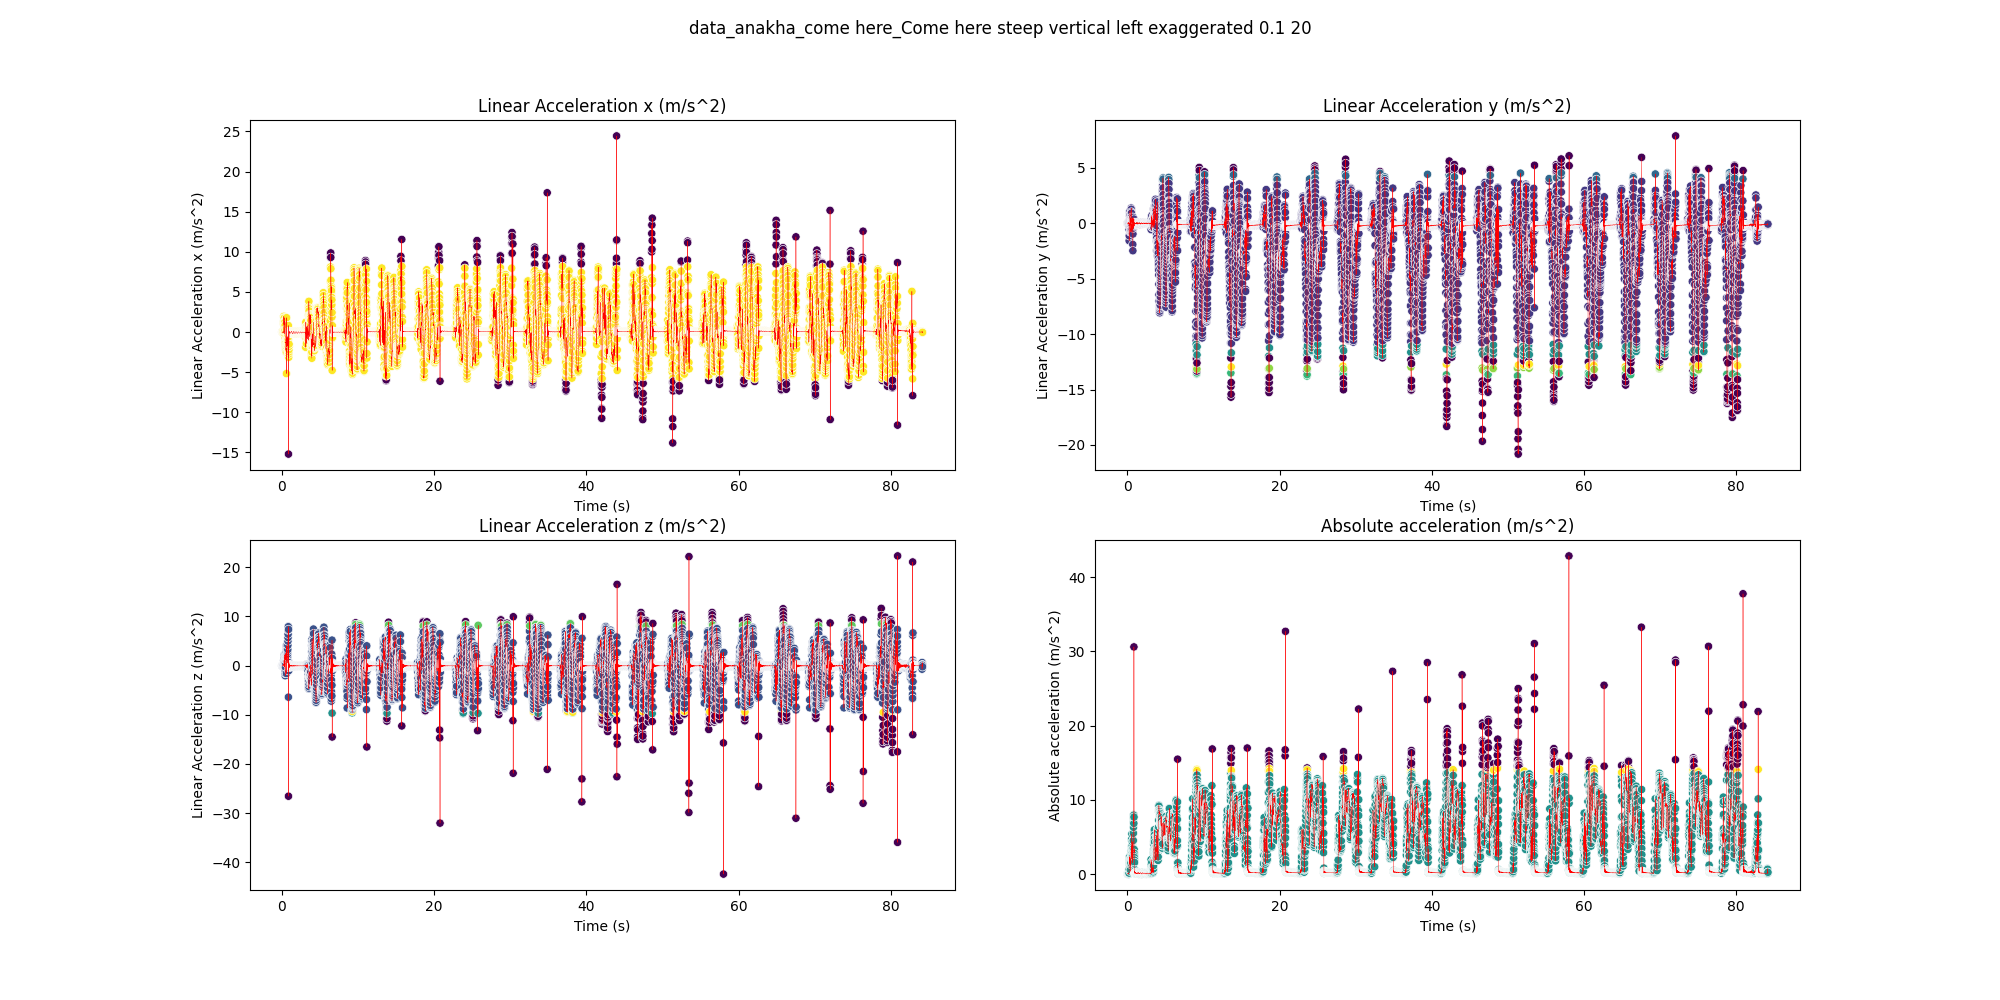 data_anakha_come here_Come here steep vertical left exaggerated 0.1 20
Linear Acceleration x (m/s^2)
Linear Acceleration x (m/s^2)
25
20
15
10
5
0
−5
−10
−15
0 20 40 60 80
Time (s)
Linear Acceleration y (m/s^2)
Linear Acceleration y (m/s^2)
5
0
−5
−10
−15
−20
0 20 40 60 80
Time (s)
Linear Acceleration z (m/s^2)
Linear Acceleration z (m/s^2)
20
10
0
−10
−20
−30
−40
0 20 40 60 80
Time (s)
Absolute acceleration (m/s^2)
Absolute acceleration (m/s^2)
40
30
20
10
0
0 20 40 60 80
Time (s)